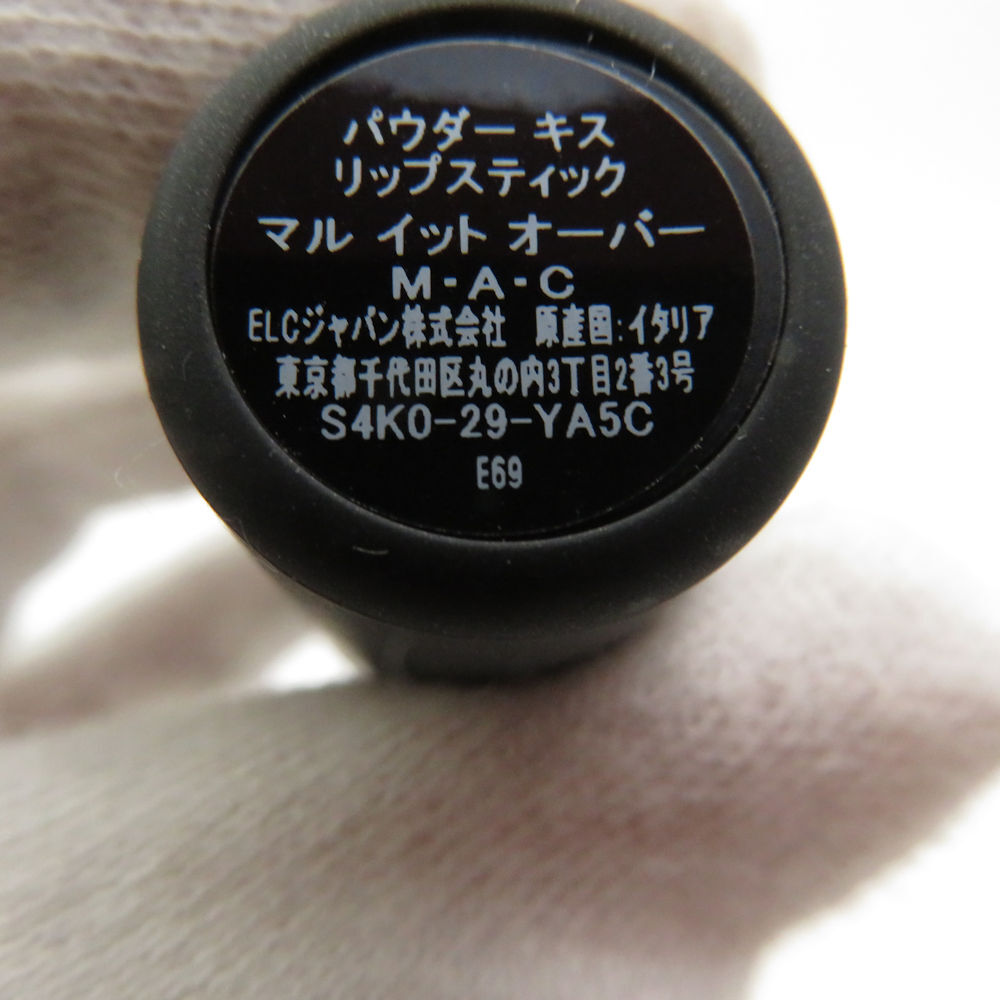 パウダー キス
リップスティック
マル イット オーバー
M·A·C
ELCジャパン株式会社 原産国:イタリア
東京都千代田区丸の内3丁目2番3号
S4K0-29-YA5C
E69